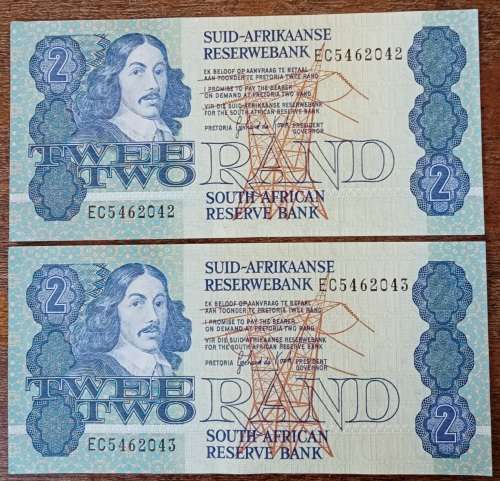 2
SUID-AFRIKAANSE
RESERWEBANK EC5462042
EK BELOOF OP AANVRAAG TE BETAAL
AAN TOONDER TE PRETORIA TWEE RAND
I PROMISE TO PAY THE BEARER
ON DEMAND AT PRETORIA TWO RAND
VIR DIE SUID-AFRIKAANSE RESERWEBANK
FOR THE SOUTH AFRICAN RESERVE BANK
PRETORIA PRESIDENT
GOVERNOR
TWEE
TWO
RAND
2
EC5462042
SOUTH AFRICAN
RESERVE BANK
2
SUID-AFRIKAANSE
RESERWEBANK EC5462043
EK BELOOF OP AANVRAAG TE BETAAL
AAN TOONDER TE PRETORIA TWEE RAND
I PROMISE TO PAY THE BEARER
ON DEMAND AT PRETORIA TWO RAND
VIR DIE SUID-AFRIKAANSE RESERWEBANK
FOR THE SOUTH AFRICAN RESERVE BANK
PRETORIA PRESIDENT
GOVERNOR
TWEE
TWO
RAND
2
EC5462043
SOUTH AFRICAN
RESERVE BANK